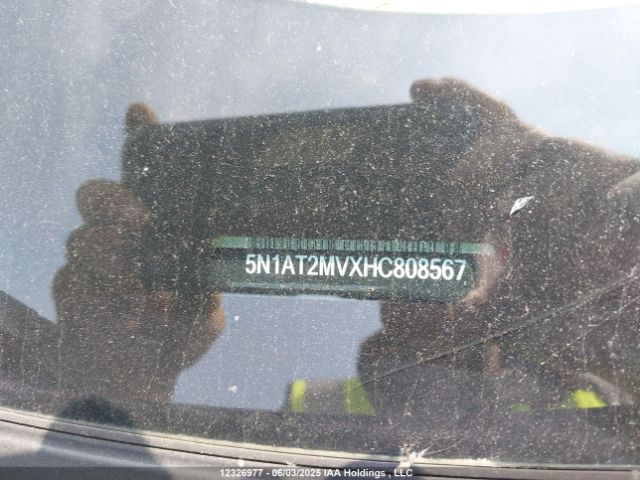 5N1AT2MVXHC808567
12326977 - 06/03/2025 IAA Holdings , LLC